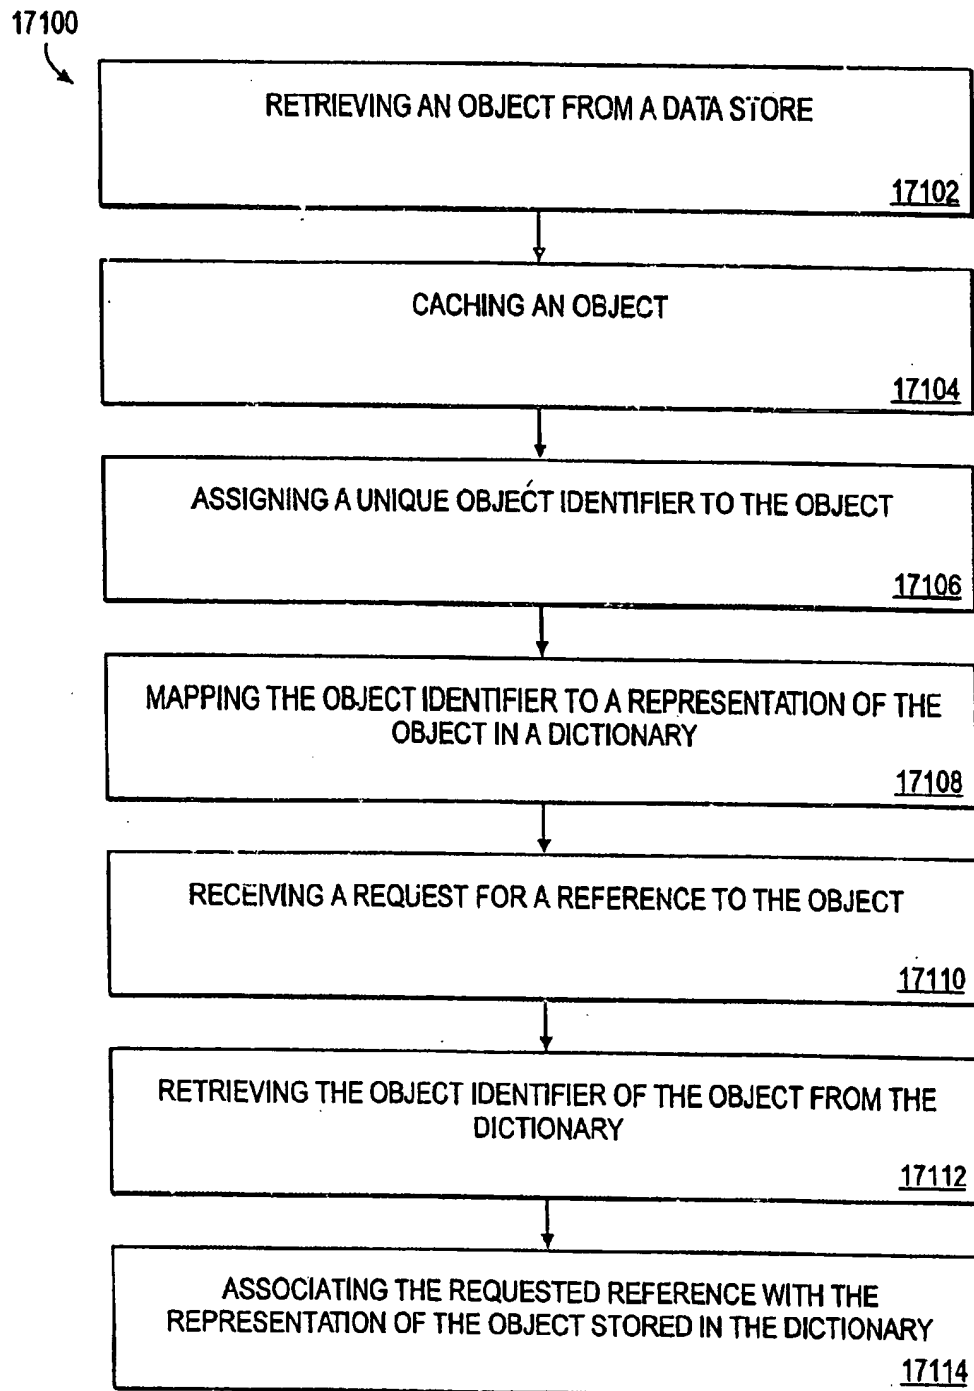 17100
RETRIEVING AN OBJECT FROM A DATA STORE
17102
CACHING AN OBJECT
17104
ASSIGNING A UNIQUE OBJECT IDENTIFIER TO THE OBJECT
17106
MAPPING THE OBJECT IDENTIFIER TO A REPRESENTATION OF THE
OBJECT IN A DICTIONARY
17108
RECEIVING A REQUEST FOR A REFERENCE TO THE OBJECT
17110
RETRIEVING THE OBJECT IDENTIFIER OF THE OBJECT FROM THE
DICTIONARY
17112
ASSOCIATING THE REQUESTED REFERENCE WITH THE
REPRESENTATION OF THE OBJECT STORED IN THE DICTIONARY
17114